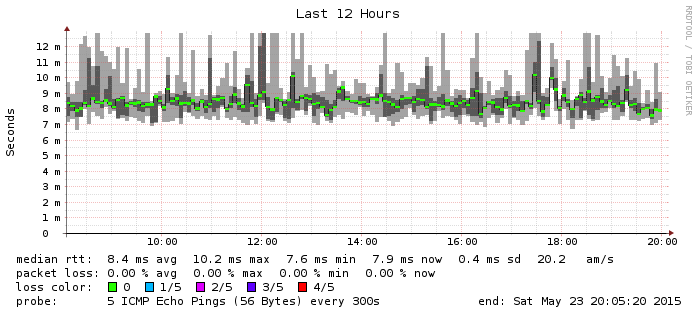 Last 12 Hours
RRDTOOL / TOBI OETIKER
Seconds
12 m
11 m
10 m
9 m
8 m
7 m
6 m
5 m
4 m
3 m
2 m
1 m
0
10:00 12:00 14:00 16:00 18:00 20:00
median rtt: 8.4 ms avg 10.2 ms max 7.6 ms min 7.9 ms now 0.4 ms sd 20.2 am/s
packet loss: 0.00 % avg 0.00 % max 0.00 % min 0.00 % now
loss color: 0 1/5 2/5 3/5 4/5
probe: 5 ICMP Echo Pings (56 Bytes) every 300s end: Sat May 23 20:05:20 2015